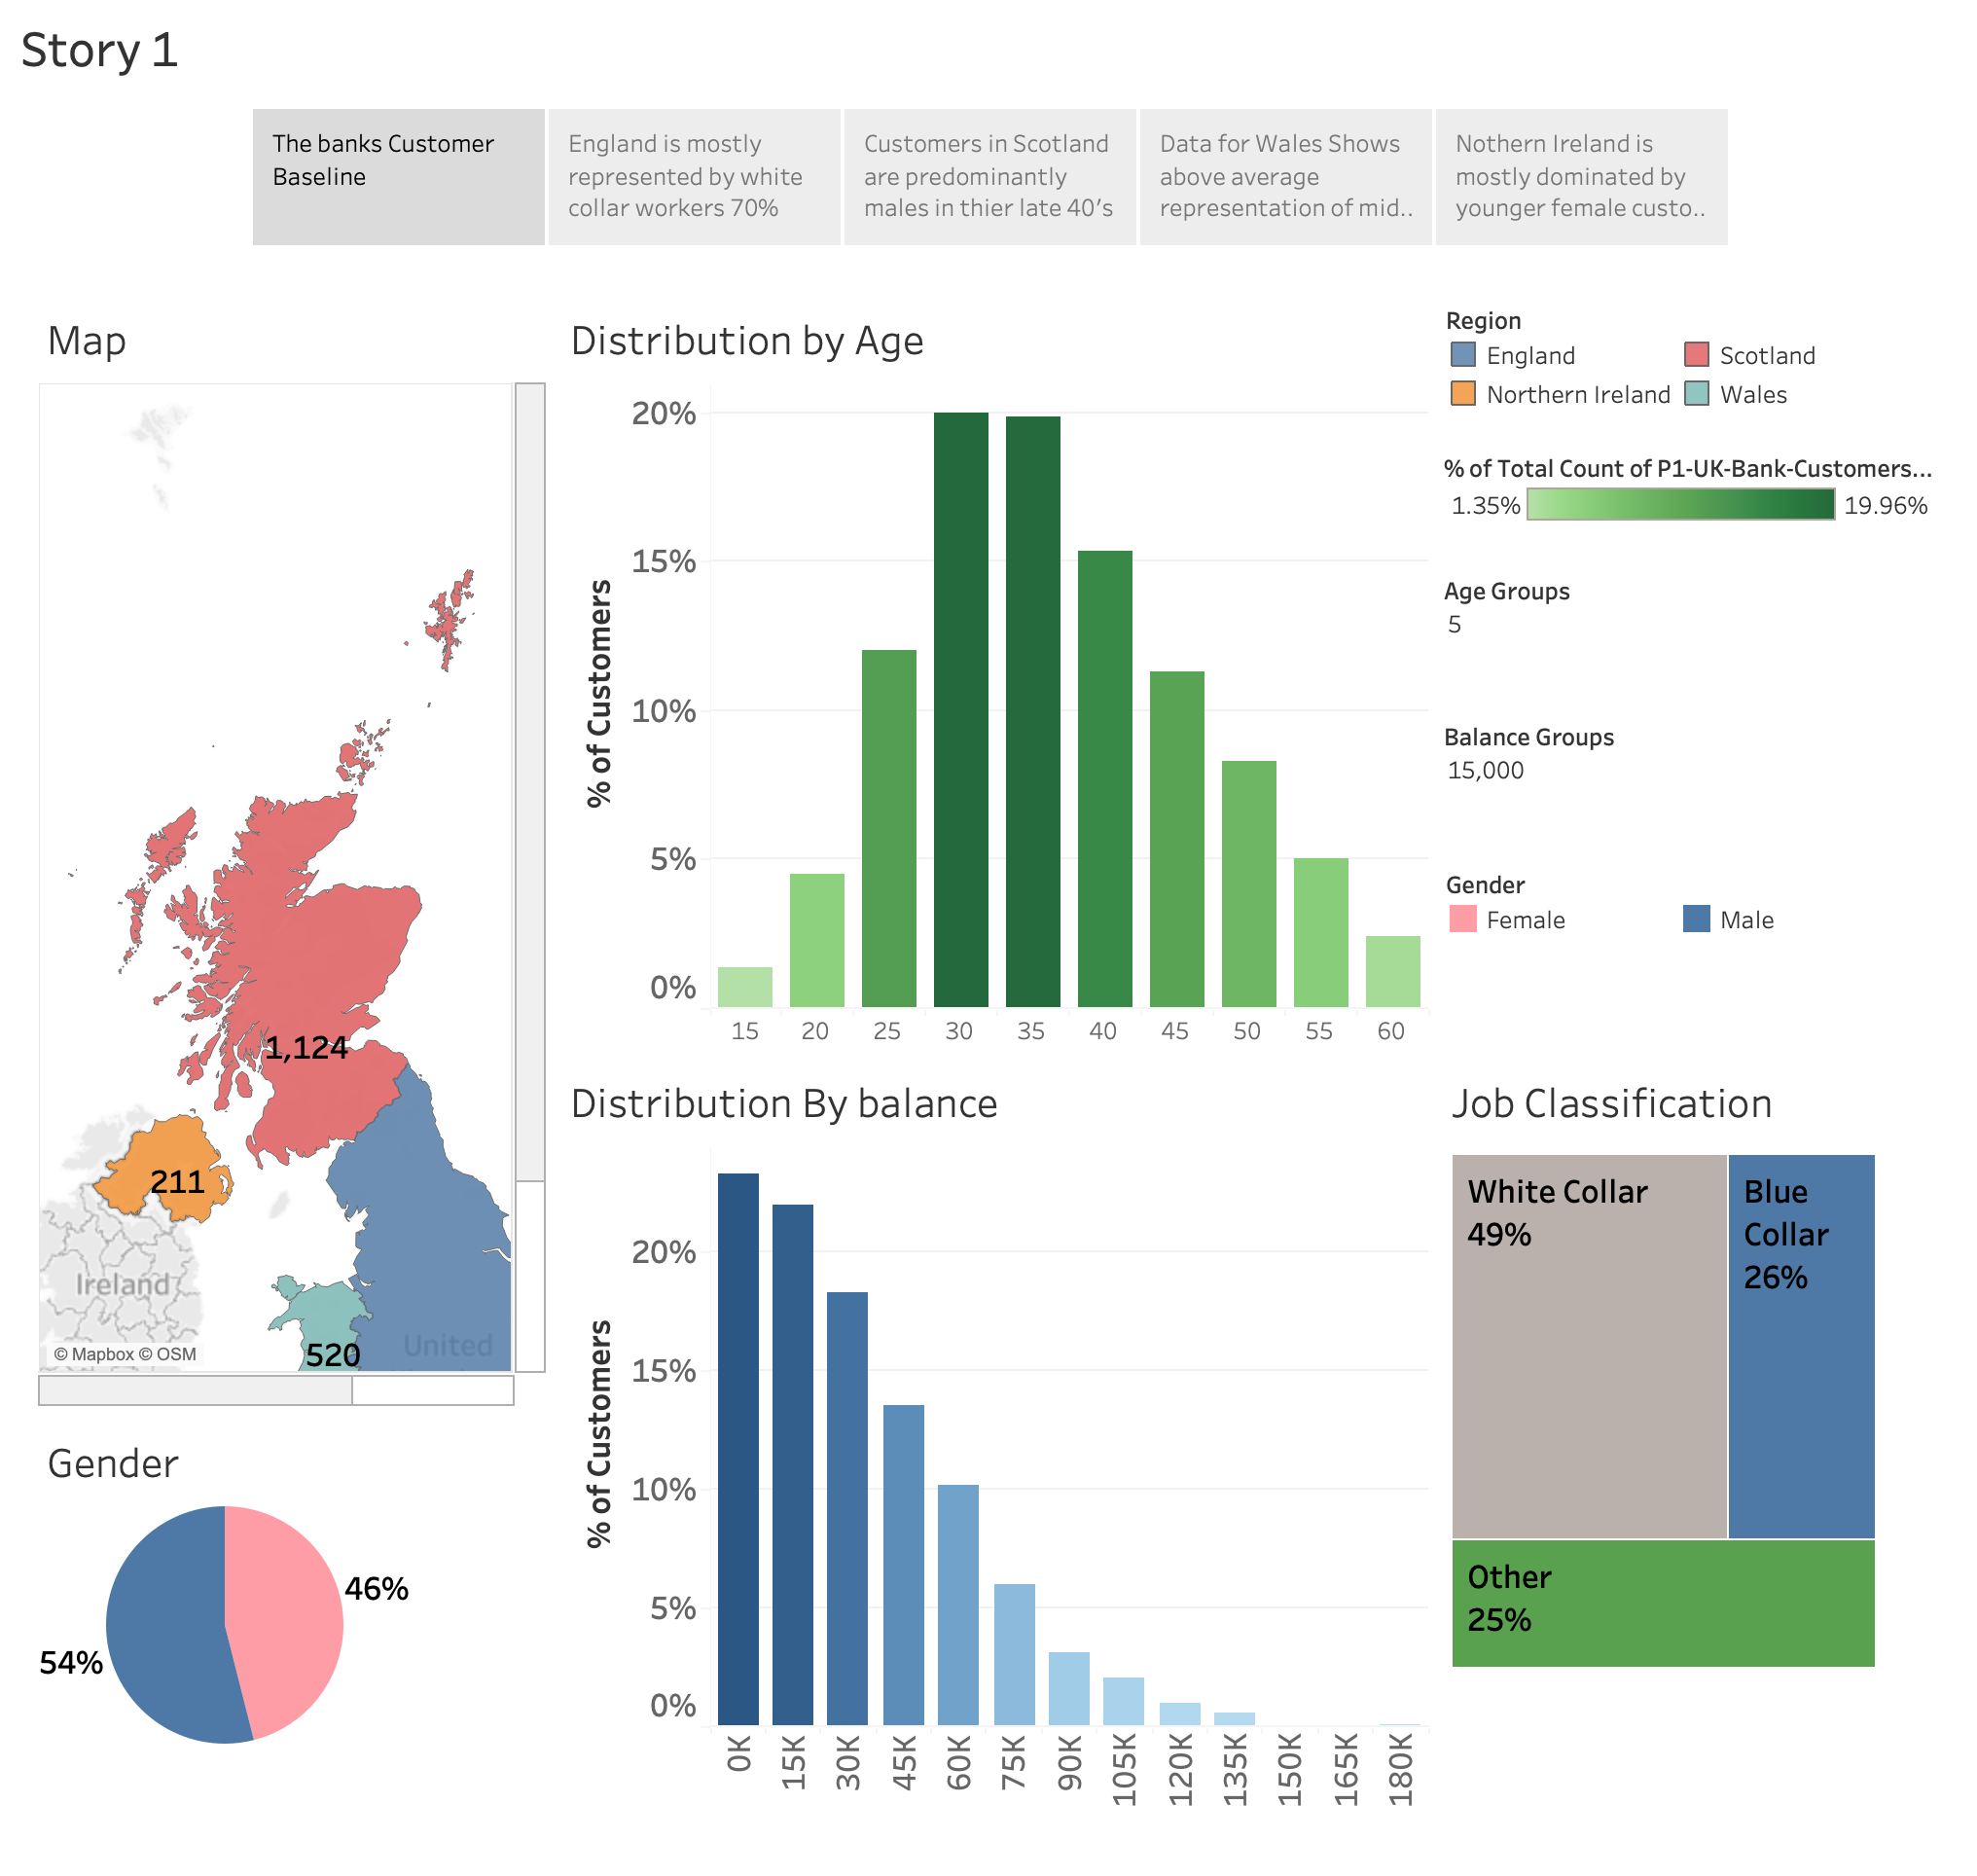 Story 1
The banks Customer
Baseline
England is mostly
represented by white
collar workers 70%
Customers in Scotland
are predominantly
males in thier late 40's
Data for Wales Shows
above average
representation of mid..
Nothern Ireland is
mostly dominated by
younger female custo..
Map
1,124
211
520
Ireland
United
© Mapbox © OSM
Distribution by Age
% of Customers
20%
15%
10%
5%
0%
15 20 25 30 35 40 45 50 55 60
Region
England Scotland
Northern Ireland Wales
% of Total Count of P1-UK-Bank-Customers...
1.35% 19.96%
Age Groups
5
Balance Groups
15,000
Gender
Female Male
Gender
46%
54%
Distribution By balance
% of Customers
20%
15%
10%
5%
0%
0K 15K 30K 45K 60K 75K 90K 105K 120K 135K 150K 165K 180K
Job Classification
White Collar
49%
Blue
Collar
26%
Other
25%